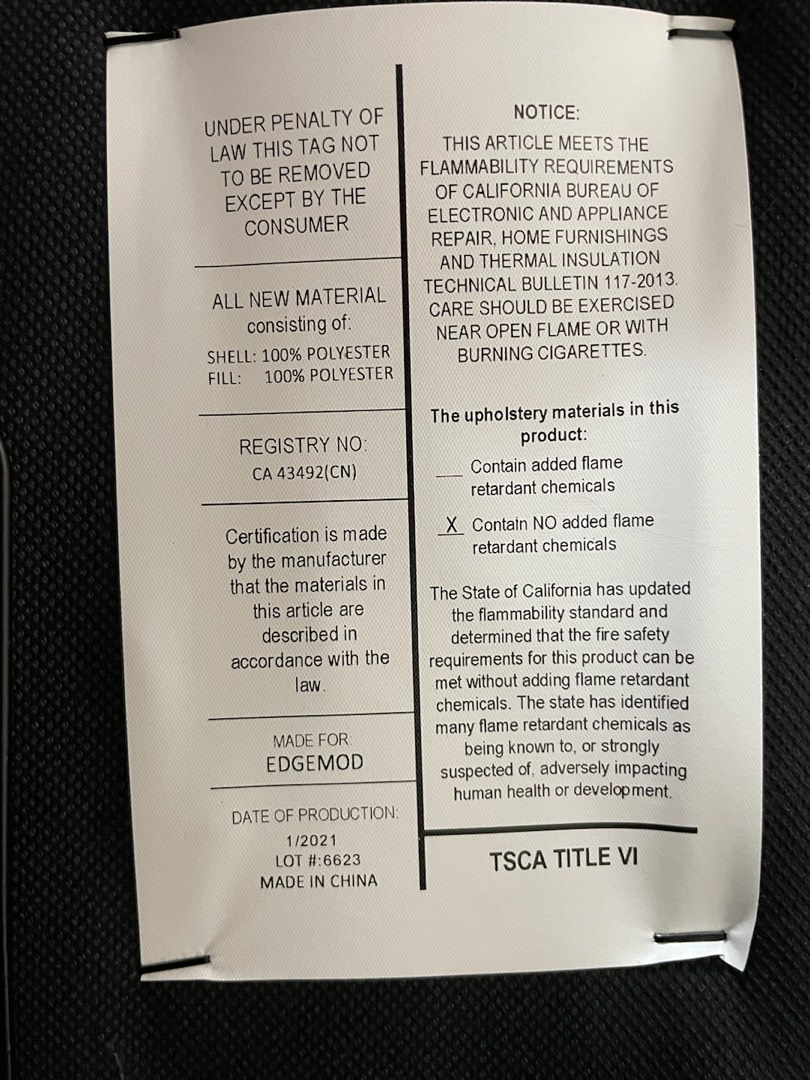 UNDER PENALTY OF
LAW THIS TAG NOT
TO BE REMOVED
EXCEPT BY THE
CONSUMER
ALL NEW MATERIAL
consisting of:
SHELL: 100% POLYESTER
FILL: 100% POLYESTER
REGISTRY NO:
CA 43492(CN)
Certification is made
by the manufacturer
that the materials in
this article are
described in
accordance with the
law.
MADE FOR:
EDGEMOD
DATE OF PRODUCTION:
1/2021
LOT #:6623
MADE IN CHINA
NOTICE:
THIS ARTICLE MEETS THE
FLAMMABILITY REQUIREMENTS
OF CALIFORNIA BUREAU OF
ELECTRONIC AND APPLIANCE
REPAIR, HOME FURNISHINGS
AND THERMAL INSULATION
TECHNICAL BULLETIN 117-2013.
CARE SHOULD BE EXERCISED
NEAR OPEN FLAME OR WITH
BURNING CIGARETTES.
The upholstery materials in this
product:
___ Contain added flame
retardant chemicals
X Contain NO added flame
retardant chemicals
The State of California has updated
the flammability standard and
determined that the fire safety
requirements for this product can be
met without adding flame retardant
chemicals. The state has identified
many flame retardant chemicals as
being known to, or strongly
suspected of, adversely impacting
human health or development.
TSCA TITLE VI